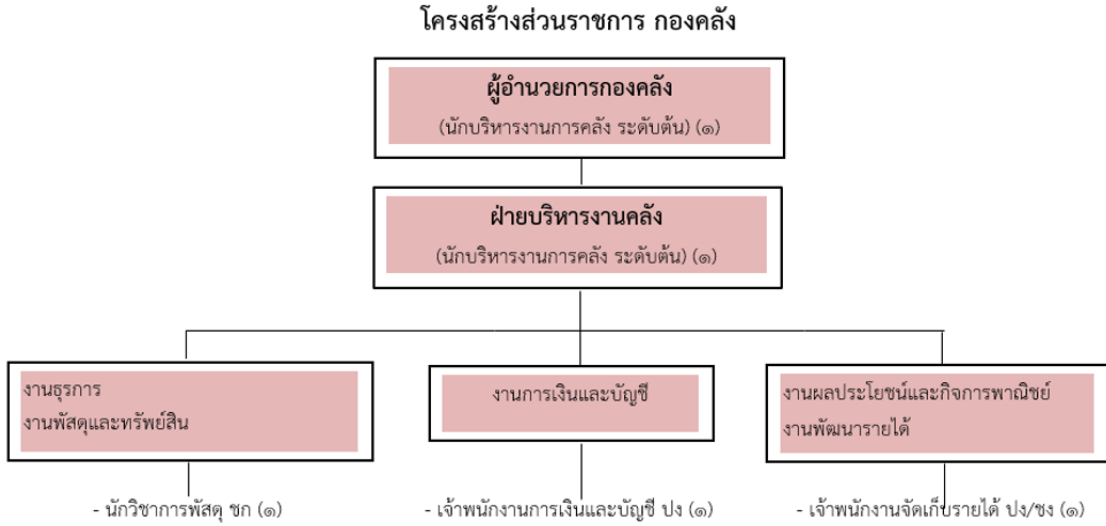 โครงสร้างส่วนราชการ กองคลัง
ผู้อำนวยการกองคลัง
(นักบริหารงานการคลัง ระดับต้น) (๑)
ฝ่ายบริหารงานคลัง
(นักบริหารงานการคลัง ระดับต้น) (๑)
งานธุรการ
งานพัสดุและทรัพย์สิน
งานการเงินและบัญชี
งานผลประโยชน์และกิจการพาณิชย์
งานพัฒนารายได้
- นักวิชาการพัสดุ ชก (๑)
- เจ้าพนักงานการเงินและบัญชี ปง (๑)
- เจ้าพนักงานจัดเก็บรายได้ ปง/ชง (๑)